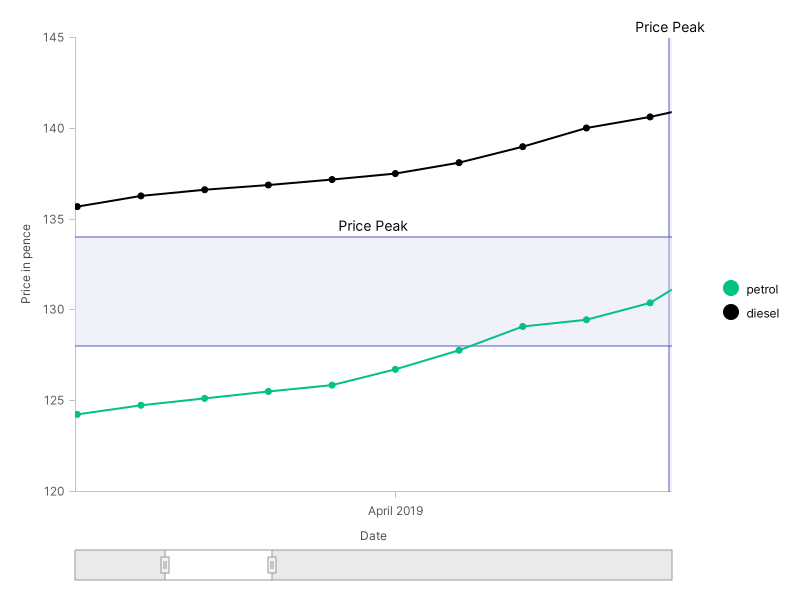 Price Peak
145
140
135
130
125
120
Price in pence
Price Peak
petrol
diesel
April 2019
Date